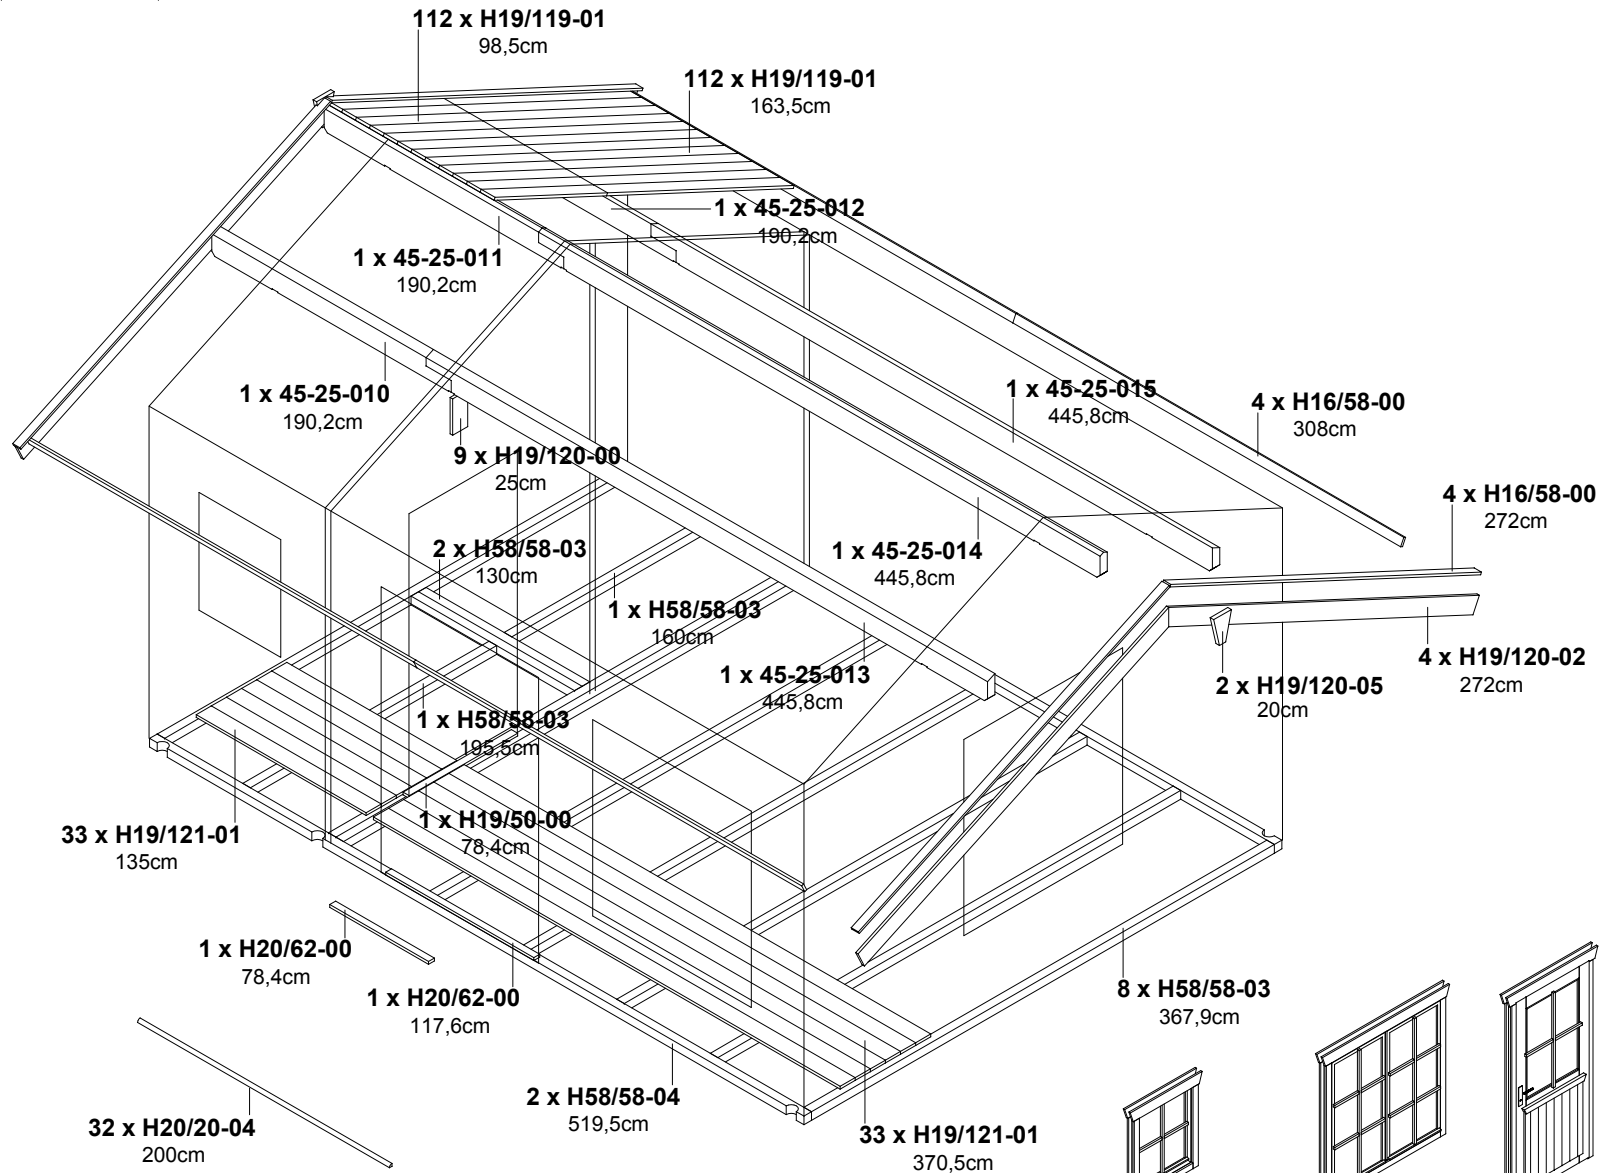 112 x H19/119-01
98,5cm
112 x H19/119-01
163,5cm
1 x 45-25-012
190,2cm
1 x 45-25-011
190,2cm
1 x 45-25-010
190,2cm
1 x 45-25-015
445,8cm
4 x H16/58-00
308cm
9 x H19/120-00
25cm
4 x H16/58-00
272cm
2 x H58/58-03
130cm
1 x 45-25-014
445,8cm
1 x H58/58-03
160cm
4 x H19/120-02
272cm
1 x 45-25-013
445,8cm
2 x H19/120-05
20cm
1 x H58/58-03
195,5cm
33 x H19/121-01
135cm
1 x H19/50-00
78,4cm
1 x H20/62-00
78,4cm
1 x H20/62-00
117,6cm
8 x H58/58-03
367,9cm
2 x H58/58-04
519,5cm
32 x H20/20-04
200cm
33 x H19/121-01
370,5cm